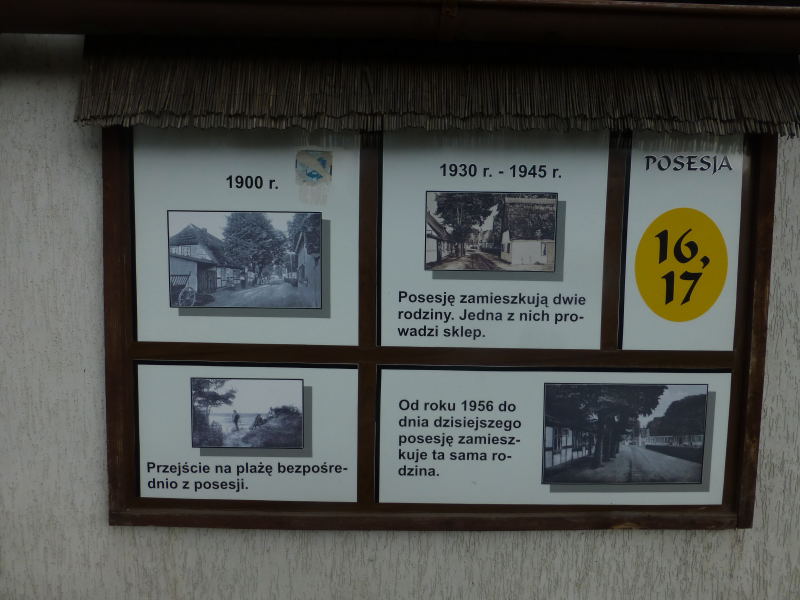 1900 r.
1930 r. - 1945 r.
Posesję zamieszkują dwie
rodziny. Jedna z nich pro-
wadzi sklep.
POSESJA
16,
17
Przejście na plażę bezpośre-
dnio z posesji.
Od roku 1956 do
dnia dzisiejszego
posesję zamiesz-
kuje ta sama ro-
dzina.